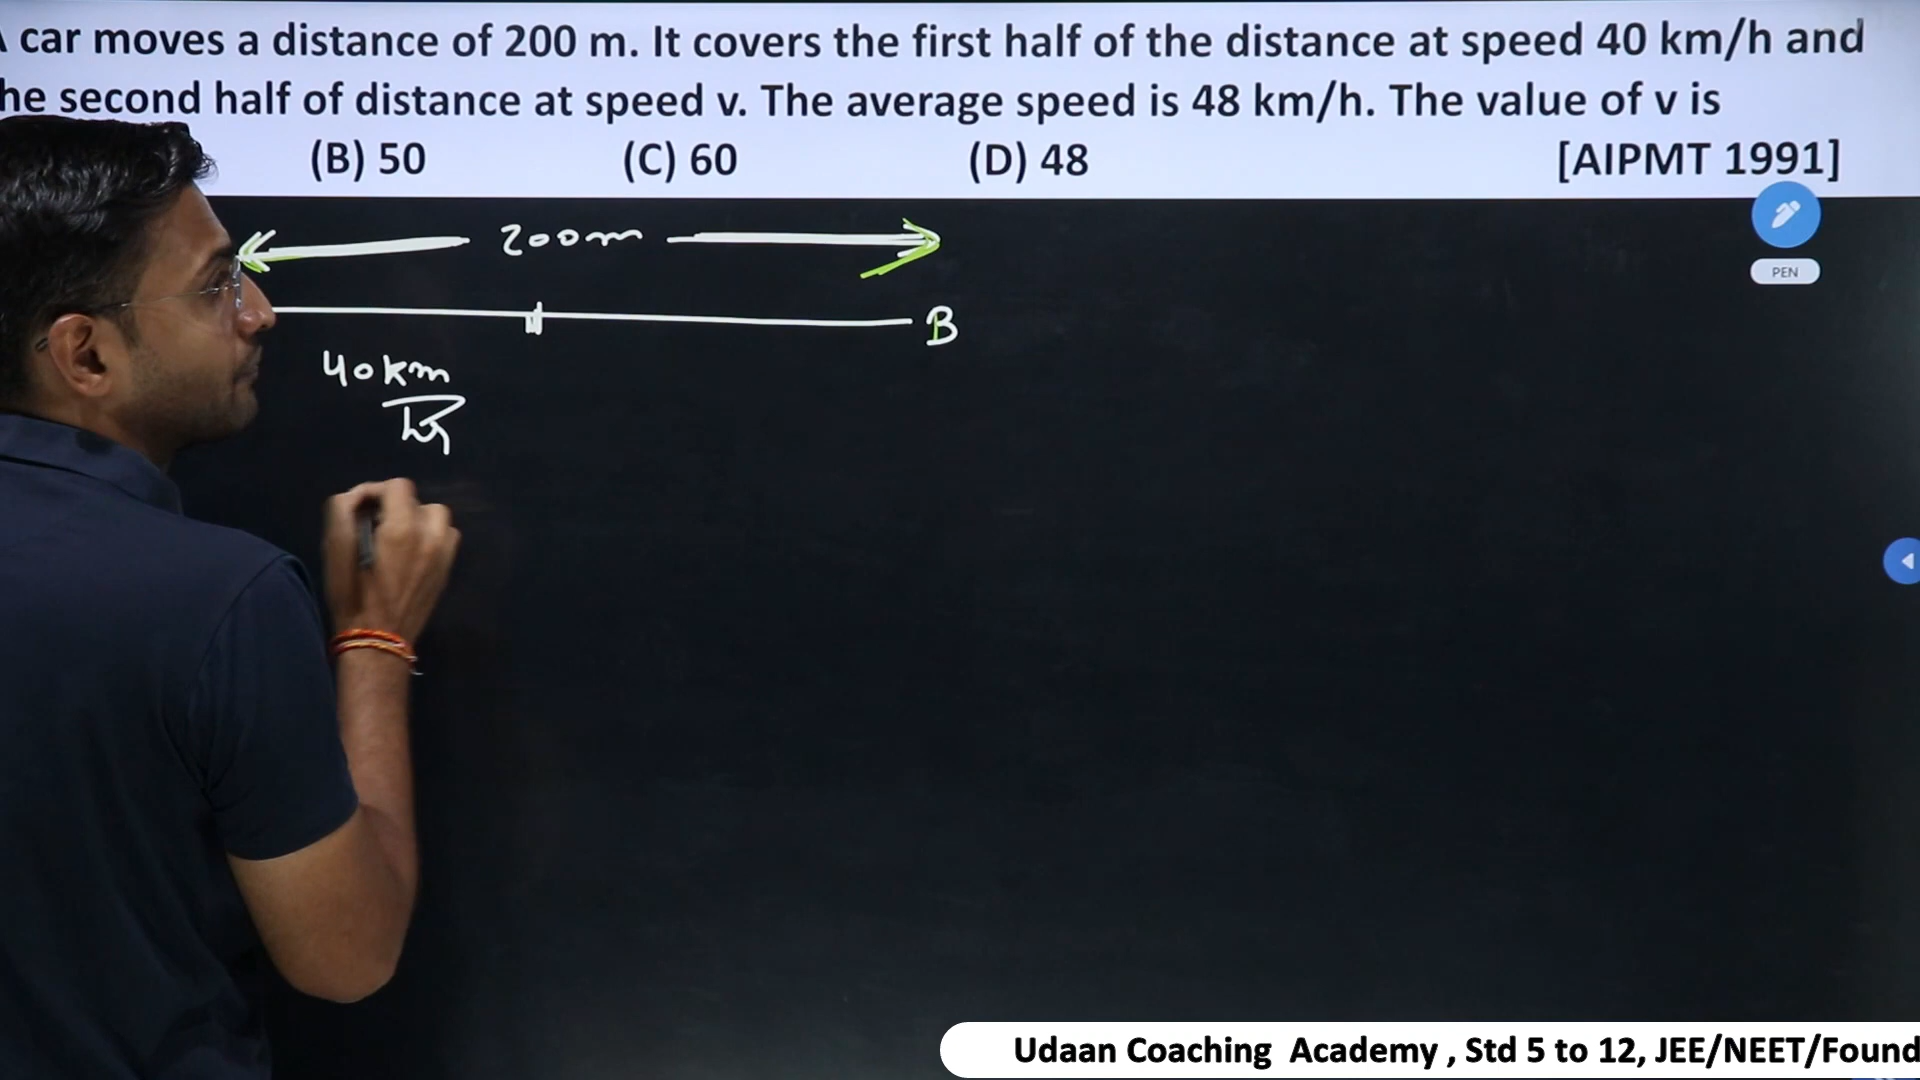 car moves a distance of 200 m. It covers the first half of the distance at speed 40 km/h and
he second half of distance at speed v. The average speed is 48 km/h. The value of v is
(B) 50 (C) 60 (D) 48 [AIPMT 1991]
PEN
200m
B
40 km
hr
Udaan Coaching Academy , Std 5 to 12, JEE/NEET/Found